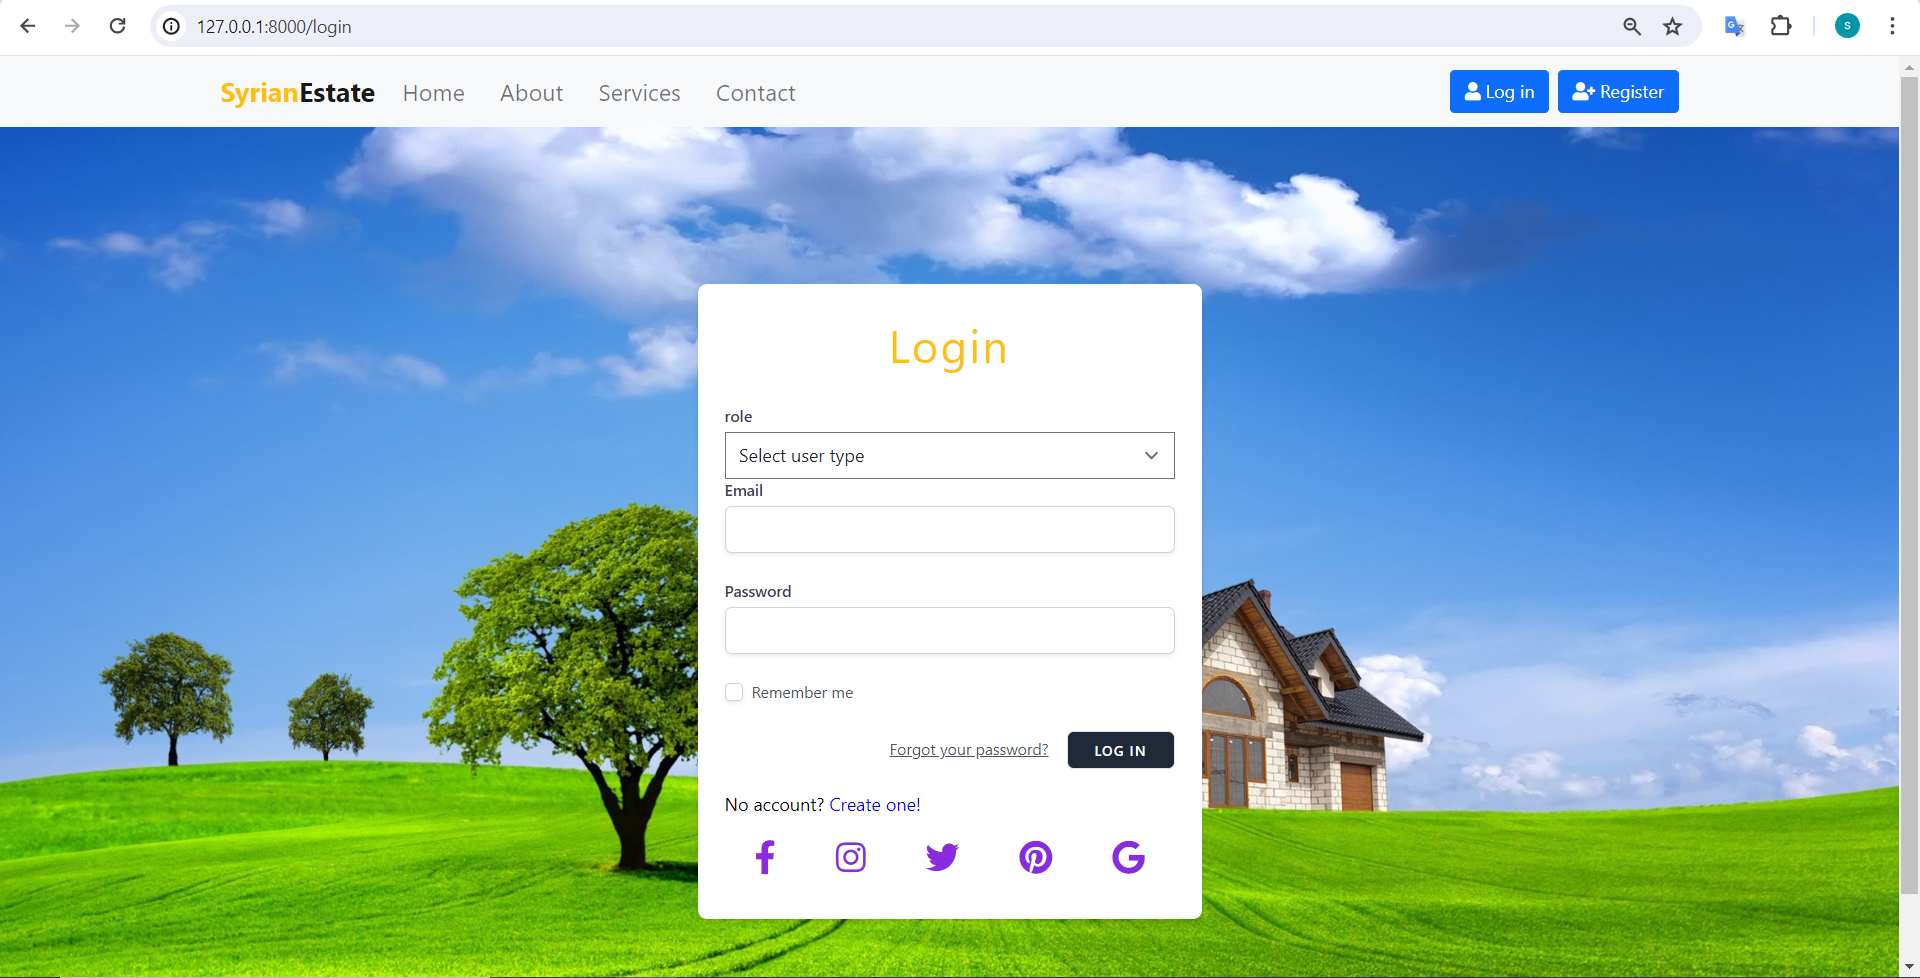 127.0.0.1:8000/login
S
SyrianEstate Home About Services Contact Log in Register
Login
role
Select user type
Email
Password
Remember me
Forgot your password? LOG IN
No account? Create one!